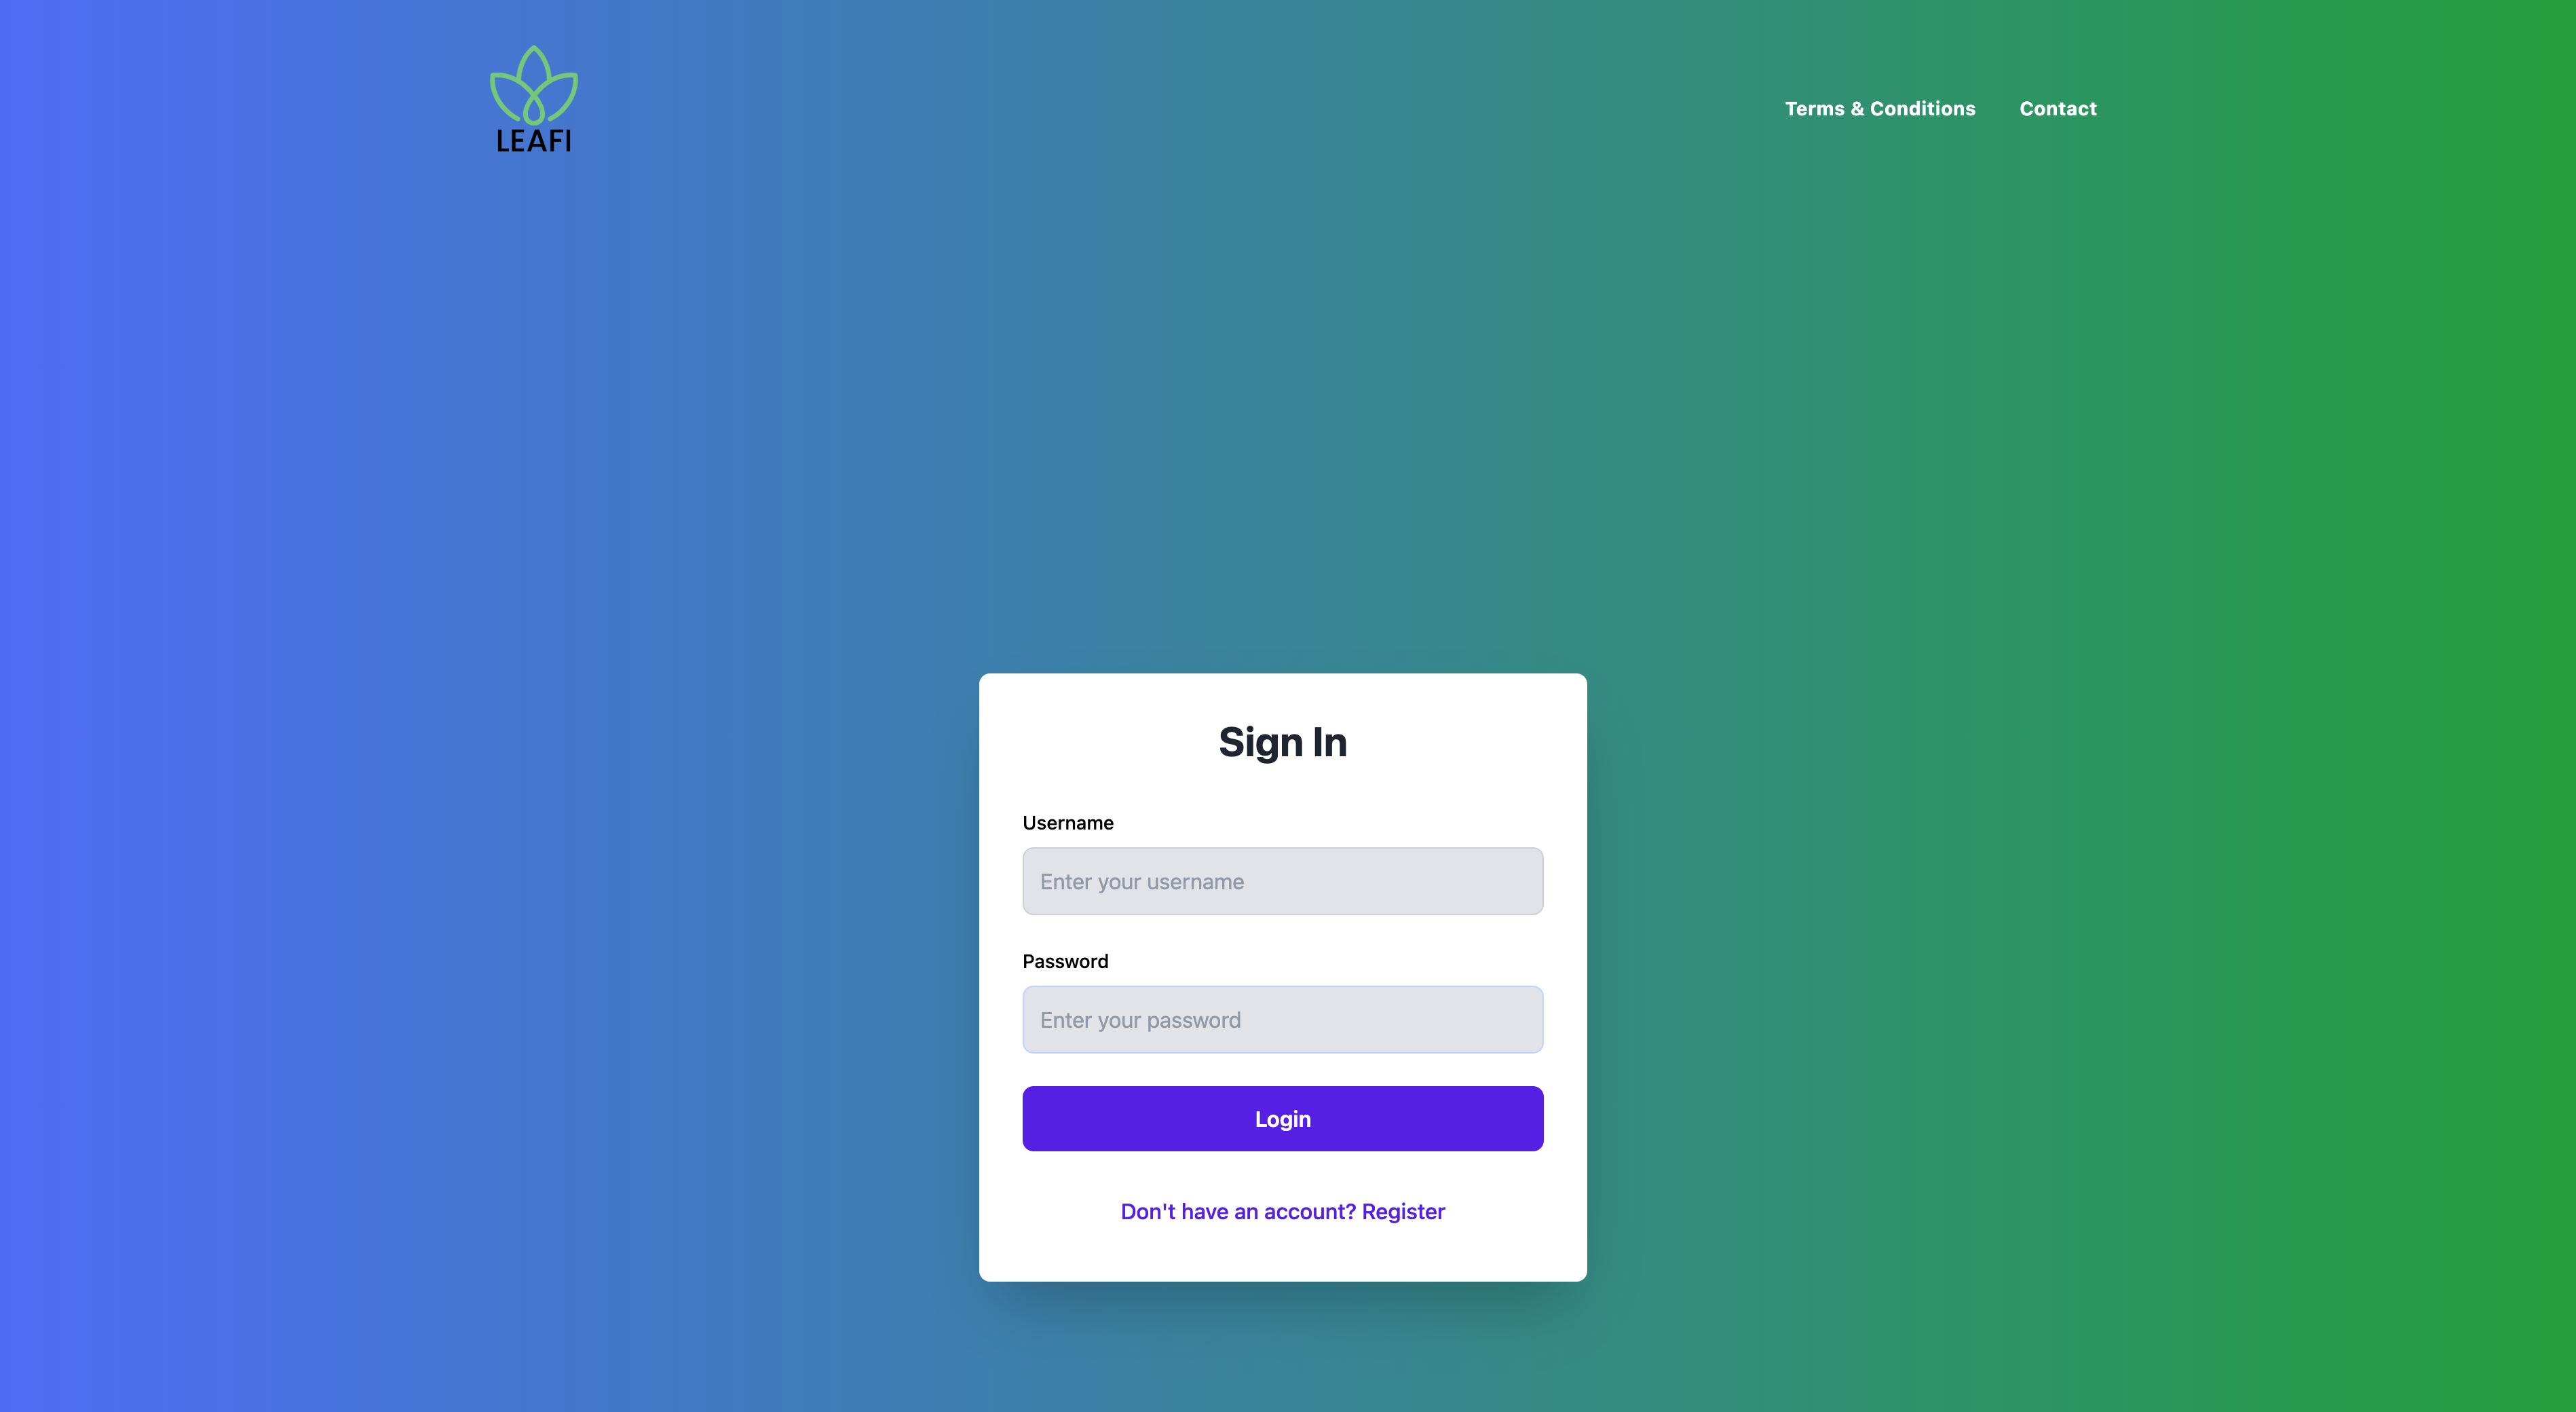 LEAFI
Terms & Conditions
Contact
Sign In
Username
Enter your username
Password
Enter your password
Login
Don't have an account? Register